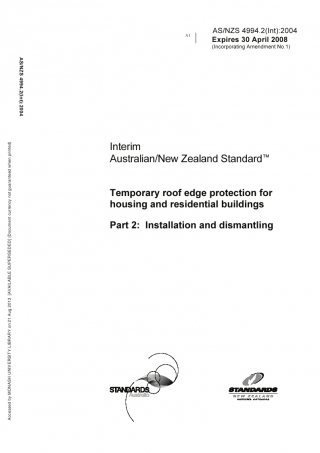 AS/NZS 4994.2(Int):2004
A1
Expires 30 April 2008
(Incorporating Amendment No.1)
AS/NZS 4994.2(Int):2004
Accessed by MONASH UNIVERSITY LIBRARY on 21 Aug 2013 [AVAILABLE SUPERSEDED] (Document currency not guaranteed when printed)
Interim
Australian/New Zealand Standard™
Temporary roof edge protection for
housing and residential buildings
Part 2: Installation and dismantling
STANDARDS
Australia
STANDARDS
NEW ZEALAND